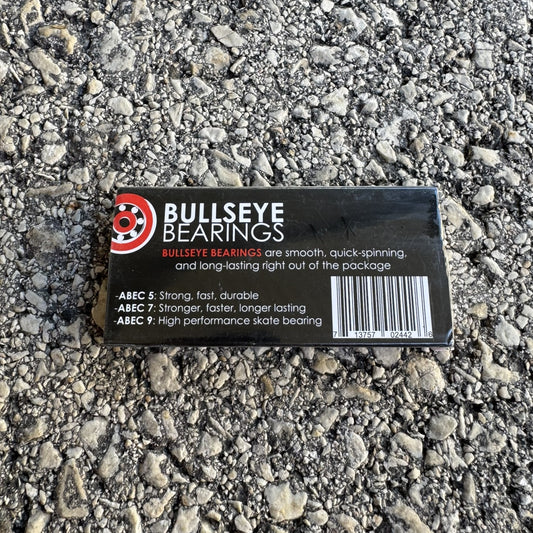 BULLSEYE
BEARINGS
BULLSEYE BEARINGS are smooth, quick-spinning,
and long-lasting right out of the package
-ABEC 5: Strong, fast, durable
-ABEC 7: Stronger, faster, longer lasting
-ABEC 9: High performance skate bearing
7 13757 02442 6